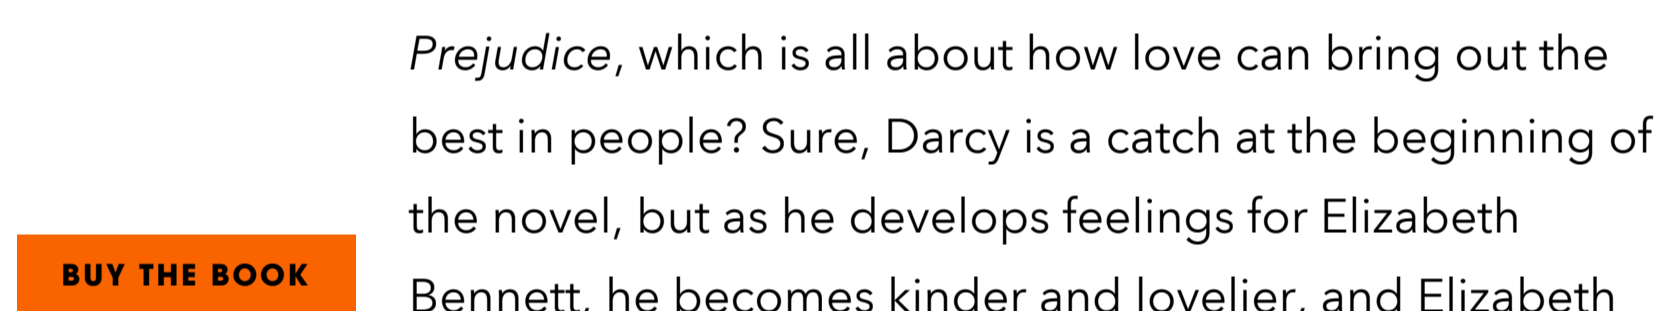 Prejudice, which is all about how love can bring out the
best in people? Sure, Darcy is a catch at the beginning of
the novel, but as he develops feelings for Elizabeth
BUY THE BOOK
Bennett, he becomes kinder and lovelier, and Elizabeth